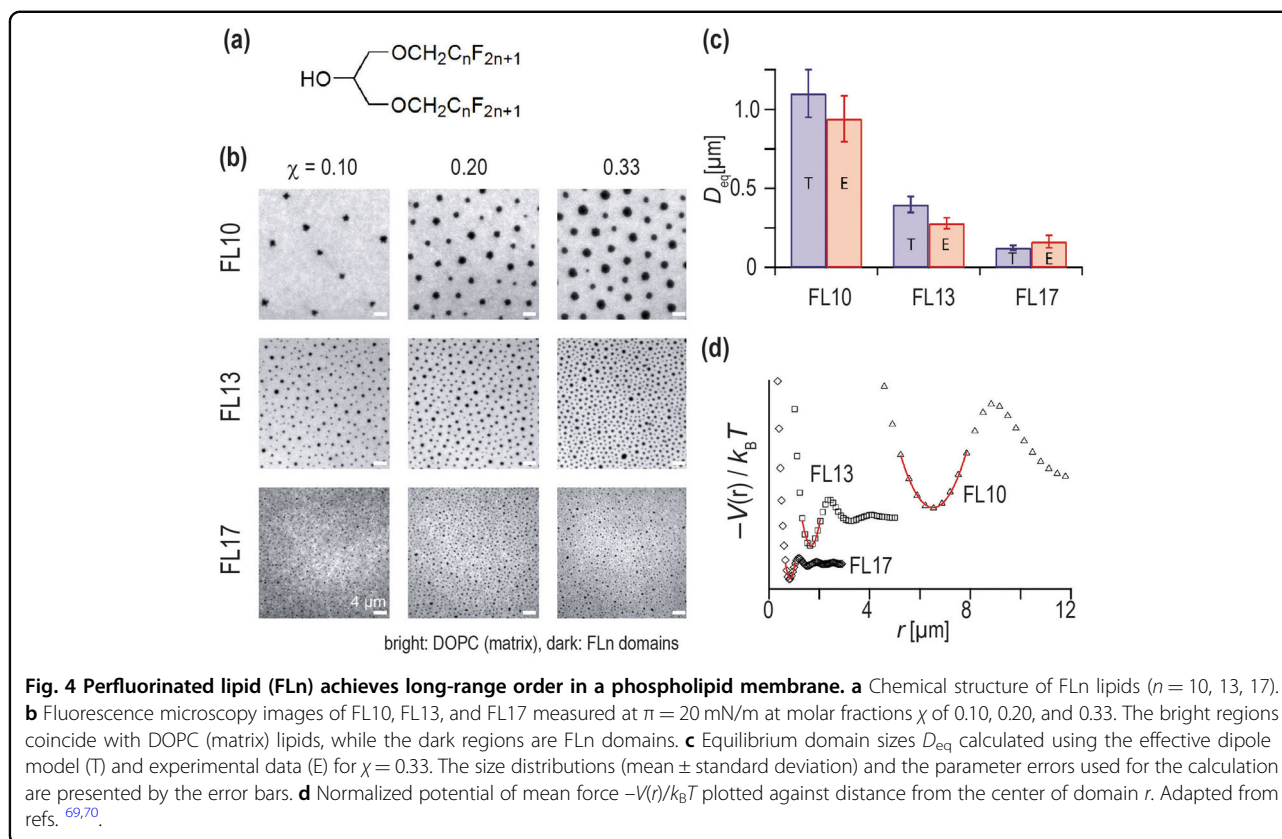 (a)
HO
OCH₂CₙF₂ₙ₊₁
OCH₂CₙF₂ₙ₊₁
(b)
χ = 0.10 0.20 0.33
FL10
FL13
FL17
4 μm
bright: DOPC (matrix), dark: FLn domains
(c)
D_eq [μm]
1.0
0.5
0
T E T E T E
FL10 FL13 FL17
(d)
–V(r) / k_B T
FL13
FL10
FL17
0 4 8 12
r [μm]
Fig. 4 Perfluorinated lipid (FLn) achieves long-range order in a phospholipid membrane. a Chemical structure of FLn lipids (n = 10, 13, 17).
b Fluorescence microscopy images of FL10, FL13, and FL17 measured at π = 20 mN/m at molar fractions χ of 0.10, 0.20, and 0.33. The bright regions
coincide with DOPC (matrix) lipids, while the dark regions are FLn domains. c Equilibrium domain sizes D_eq calculated using the effective dipole
model (T) and experimental data (E) for χ = 0.33. The size distributions (mean ± standard deviation) and the parameter errors used for the calculation
are presented by the error bars. d Normalized potential of mean force –V(r)/k_BT plotted against distance from the center of domain r. Adapted from
refs. 69,70.